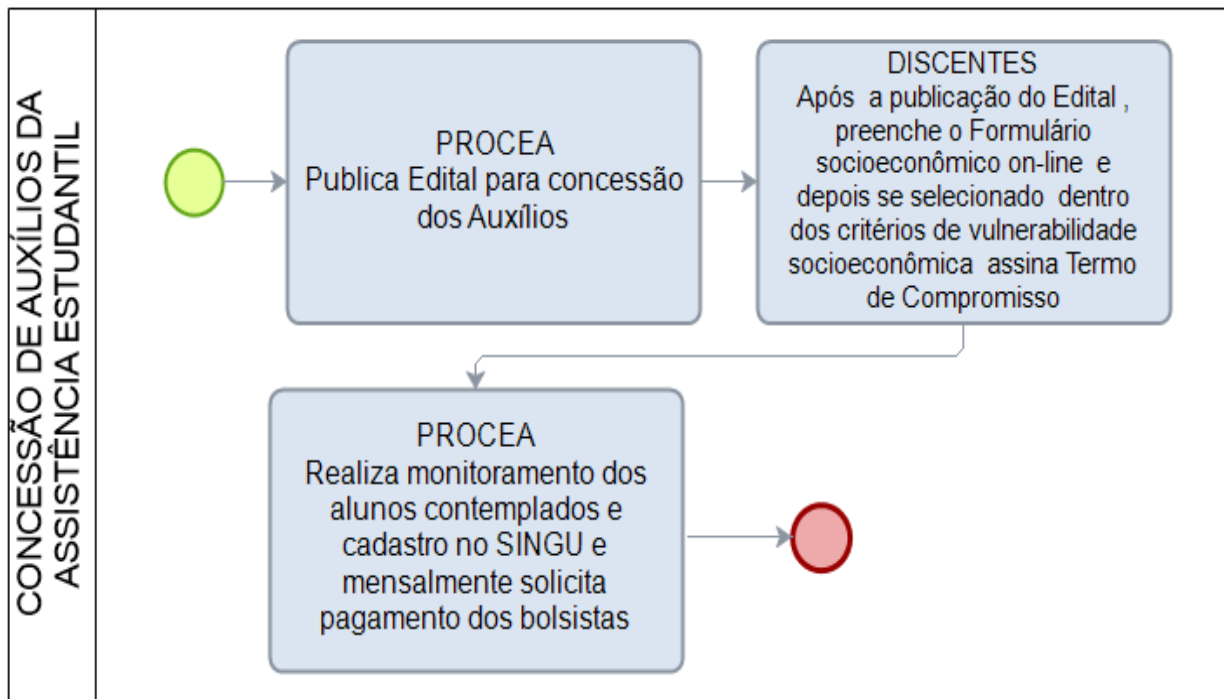 CONCESSÃO DE AUXÍLIOS DA
ASSISTÊNCIA ESTUDANTIL
PROCEA
Publica Edital para concessão
dos Auxílios
DISCENTES
Após a publicação do Edital ,
preenche o Formulário
socioeconômico on-line e
depois se selecionado dentro
dos critérios de vulnerabilidade
socioeconômica assina Termo
de Compromisso
PROCEA
Realiza monitoramento dos
alunos contemplados e
cadastro no SINGU e
mensalmente solicita
pagamento dos bolsistas